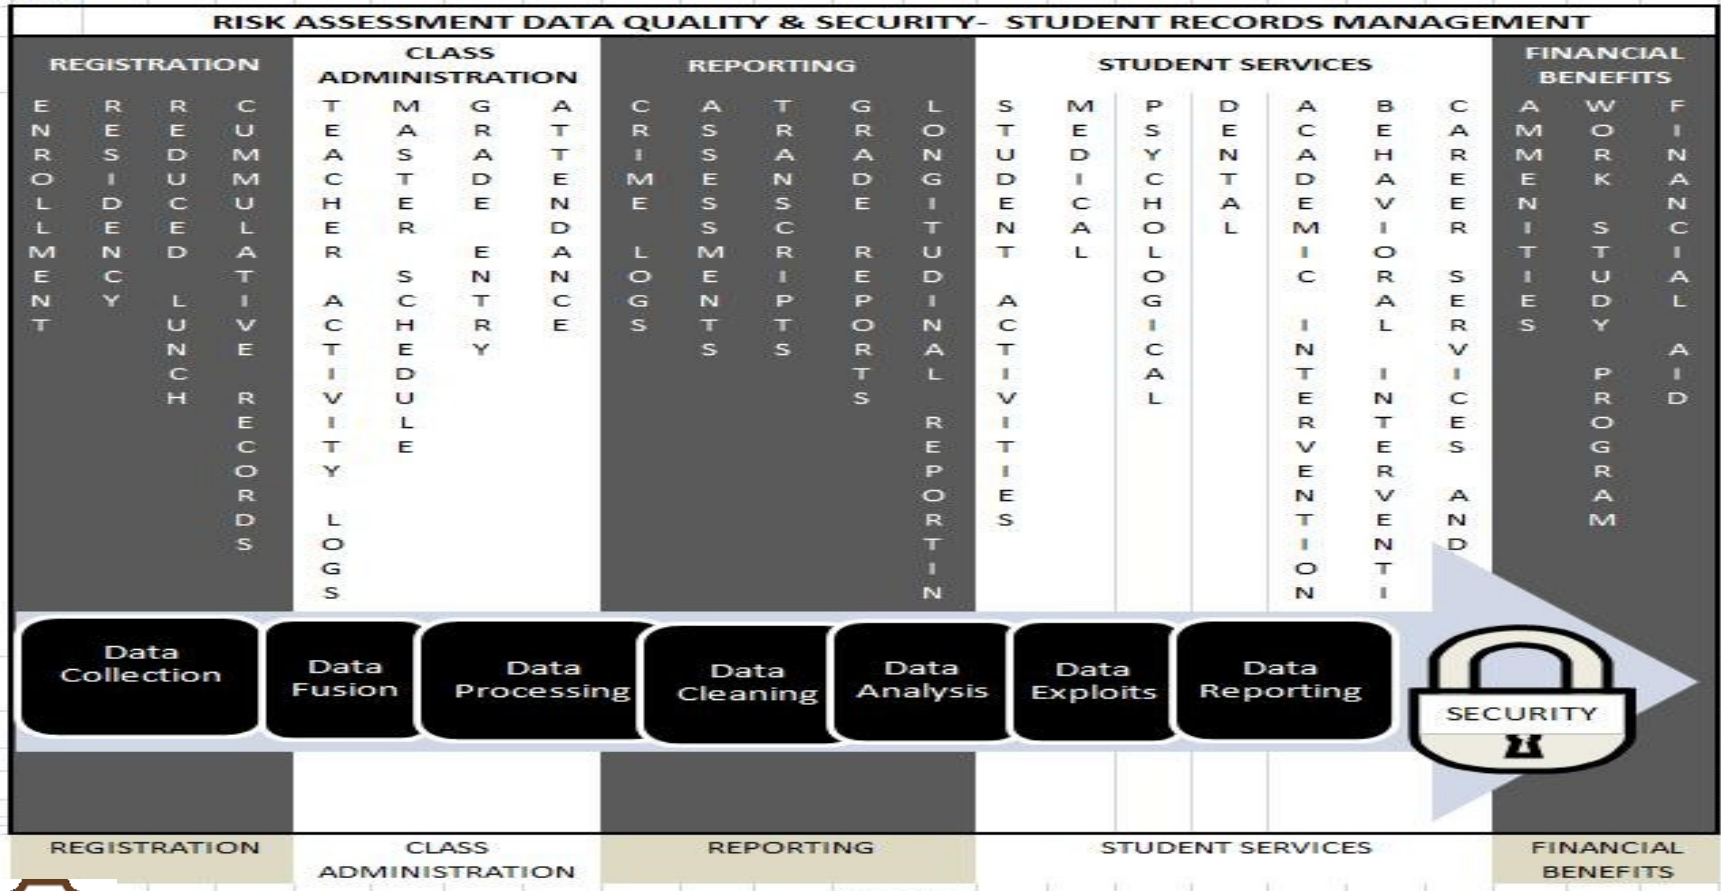 RISK ASSESSMENT DATA QUALITY & SECURITY- STUDENT RECORDS MANAGEMENT
REGISTRATION
CLASS
ADMINISTRATION
REPORTING
STUDENT SERVICES
FINANCIAL
BENEFITS
ENROLLMENT
RESIDENCY
REDUCED LUNCH
CUMMULATIVE RECORDS
TEACHER ACTIVITY LOGS
MASTER SCHEDULE
GRADE ENTRY
ATTENDANCE
CRIME LOGS
ASSESSMENTS
TRANSCRIPTS
GRADE REPORTS
LONGITUDINAL REPORTIN
STUDENT ACTIVITIES
MEDICAL
PSYCHOLOGICAL
DENTAL
ACADEMIC INTERVENTION
BEHAVIORAL INTERVENTI
CAREER SERVICES AND
AMMENITIES
WORK STUDY PROGRAM
FINANCIAL AID
Data
Collection
Data
Fusion
Data
Processing
Data
Cleaning
Data
Analysis
Data
Exploits
Data
Reporting
SECURITY
REGISTRATION
CLASS
ADMINISTRATION
REPORTING
STUDENT SERVICES
FINANCIAL
BENEFITS